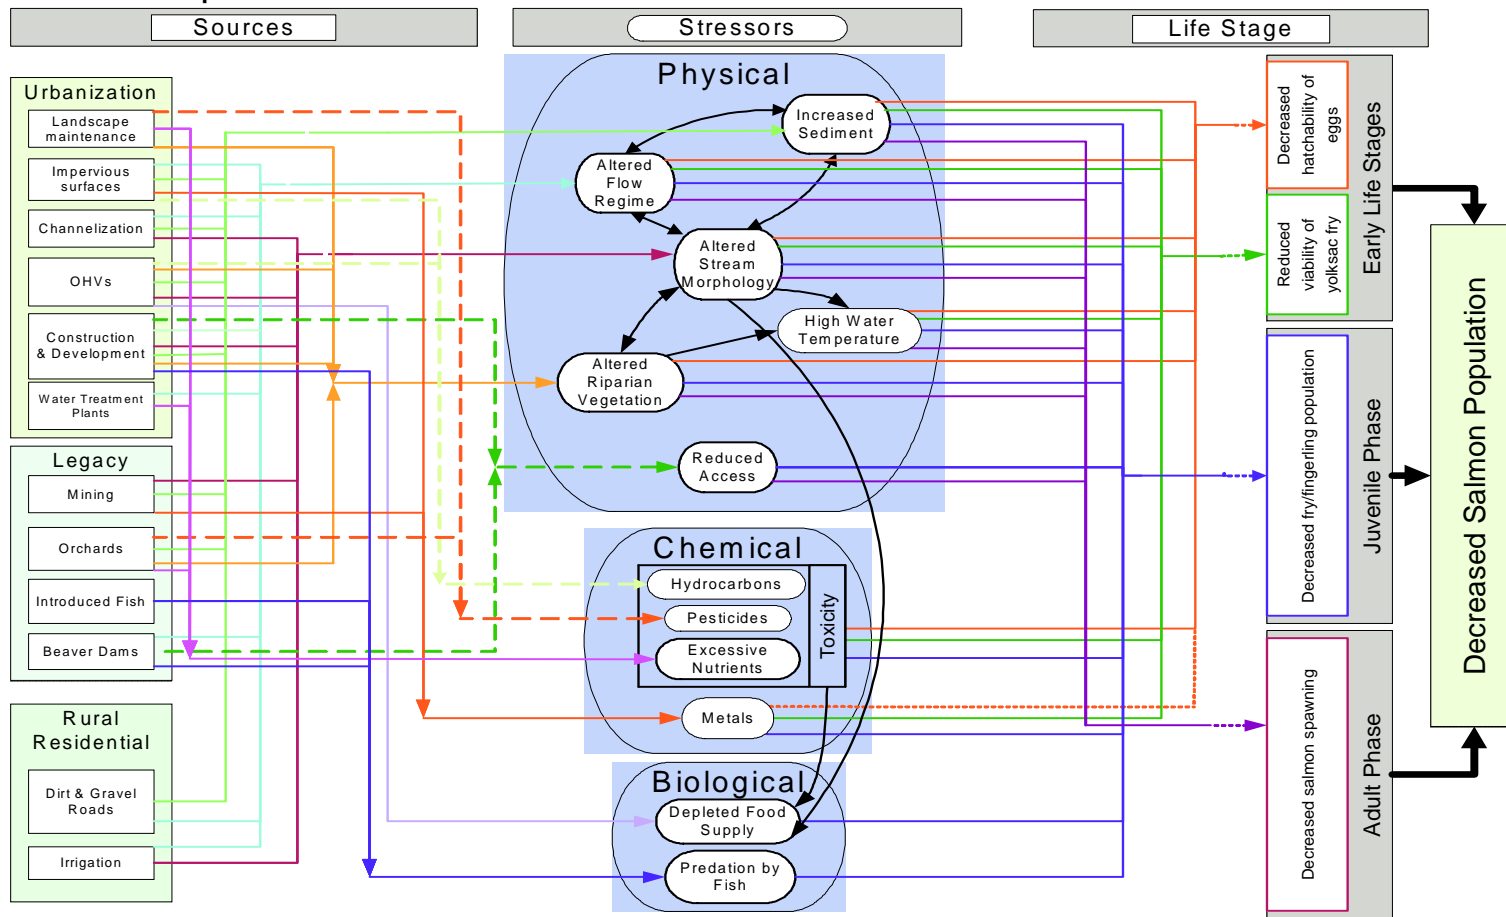 Sources
Stressors
Life Stage
Urbanization
Landscape
maintenance
Impervious
surfaces
Channelization
OHVs
Construction
& Development
Water Treatment
Plants
Legacy
Mining
Orchards
Introduced Fish
Beaver Dams
Rural
Residential
Dirt & Gravel
Roads
Irrigation
Physical
Increased
Sediment
Altered
Flow
Regime
Altered
Stream
Morphology
High Water
Temperature
Altered
Riparian
Vegetation
Reduced
Access
Chemical
Hydrocarbons
Pesticides
Excessive
Nutrients
Toxicity
Metals
Biological
Depleted Food
Supply
Predation by
Fish
Decreased
hatchability of
eggs
Reduced
viability of
yolksac fry
Early Life Stages
Decreased fry/fingerling population
Juvenile Phase
Decreased salmon spawning
Adult Phase
Decreased Salmon Population